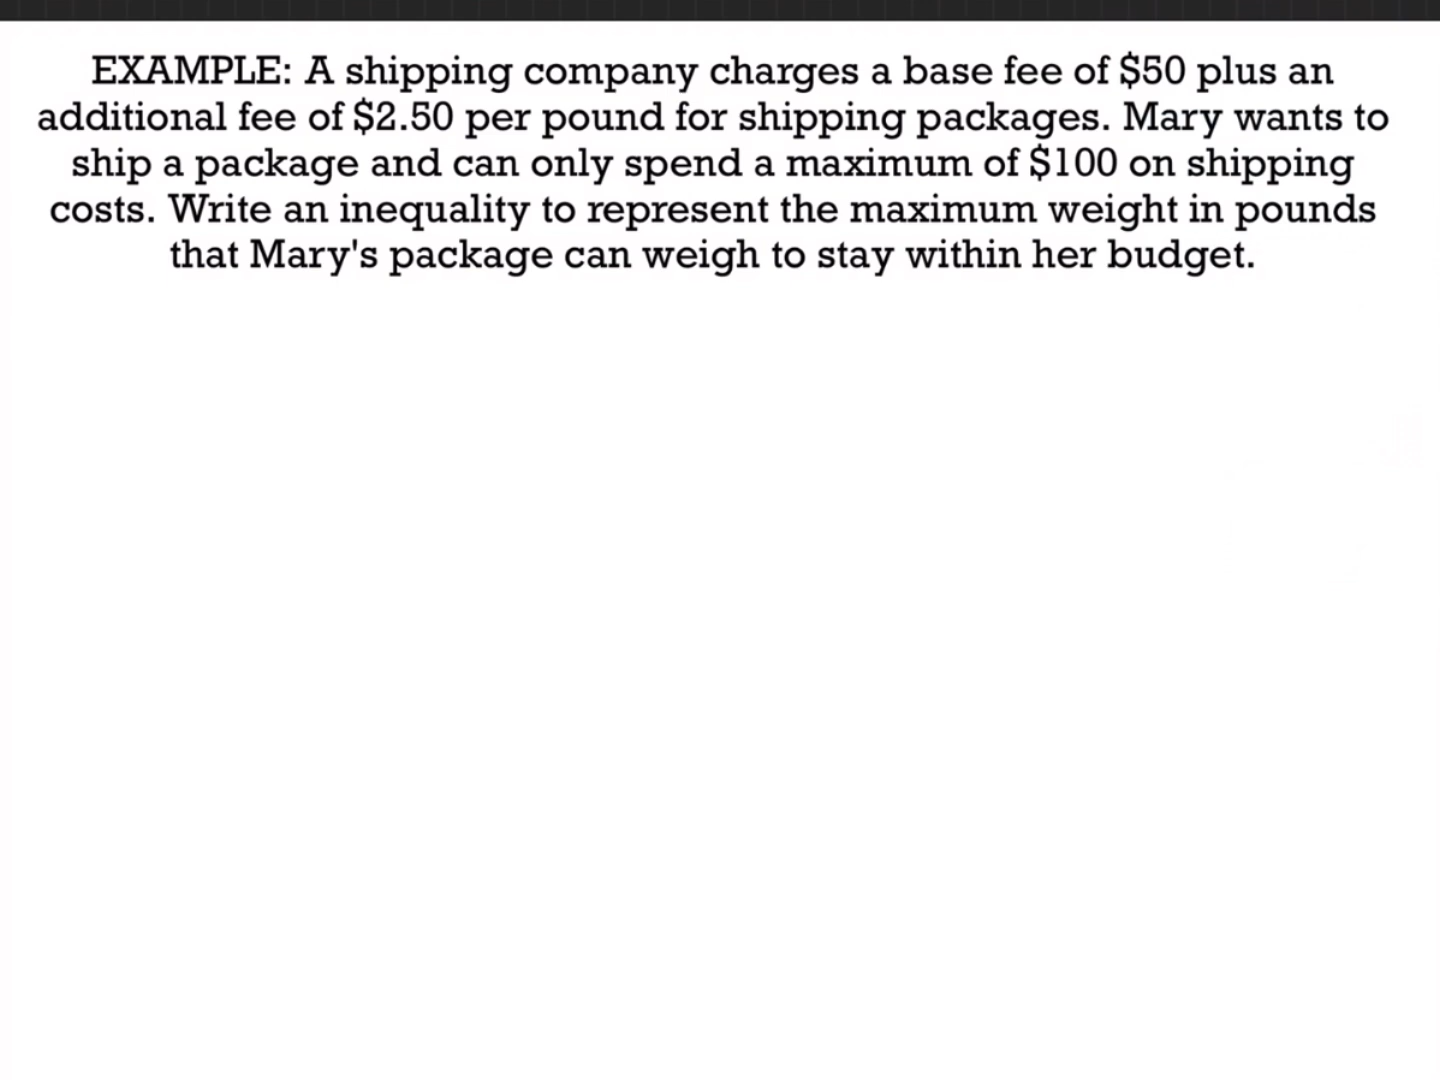 EXAMPLE: A shipping company charges a base fee of $50 plus an
additional fee of $2.50 per pound for shipping packages. Mary wants to
ship a package and can only spend a maximum of $100 on shipping
costs. Write an inequality to represent the maximum weight in pounds
that Mary's package can weigh to stay within her budget.